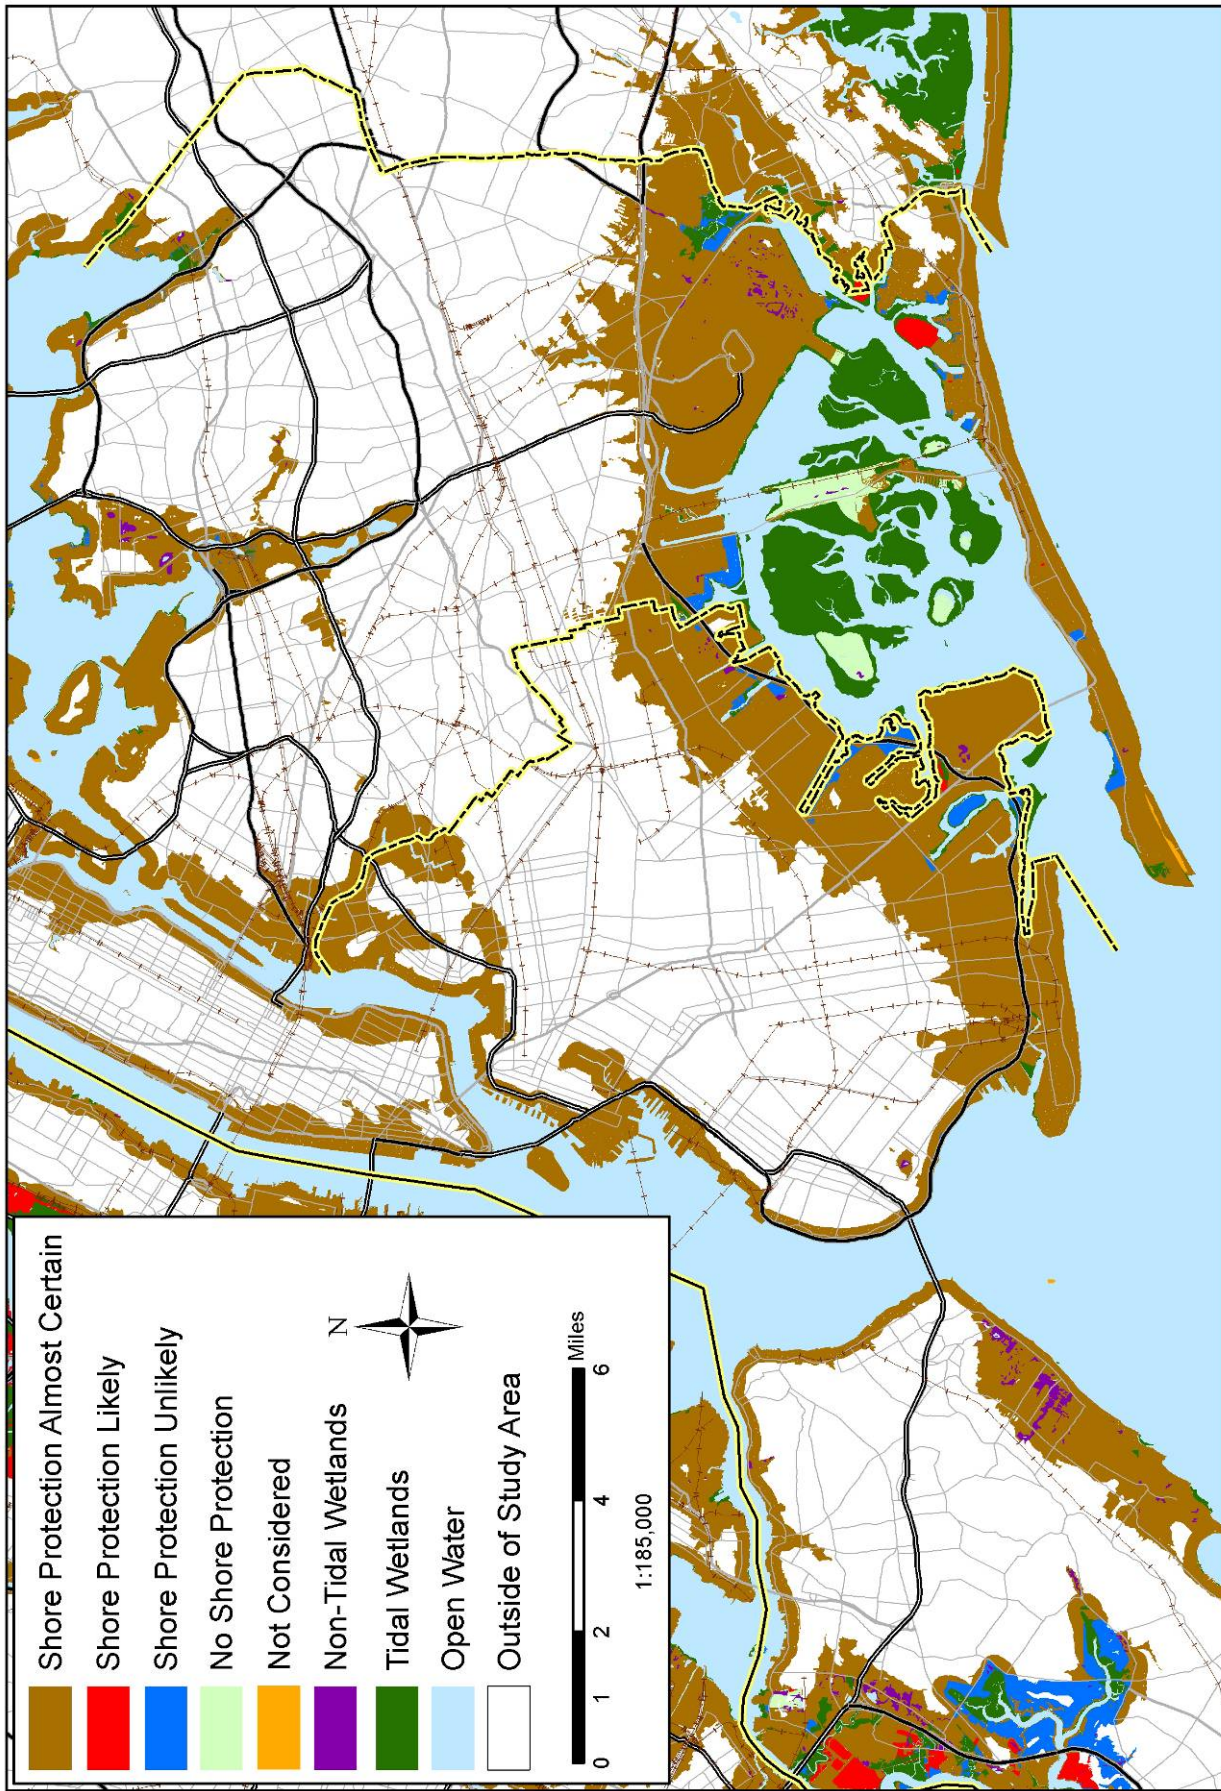 Shore Protection Almost Certain
Shore Protection Likely
Shore Protection Unlikely
No Shore Protection
Not Considered
Non-Tidal Wetlands
Tidal Wetlands
Open Water
Outside of Study Area
N
0 1 2 4 6
Miles
1:185,000